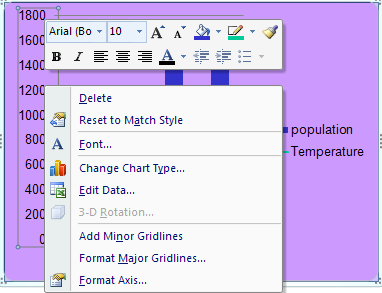 1800
Arial (Bo 10 A A
1600
B I A
1400
1200
1000
800
600
400
200
0
Delete
Reset to Match Style
A Font...
Change Chart Type...
Edit Data...
3-D Rotation...
Add Minor Gridlines
Format Major Gridlines...
Format Axis...
population
Temperature